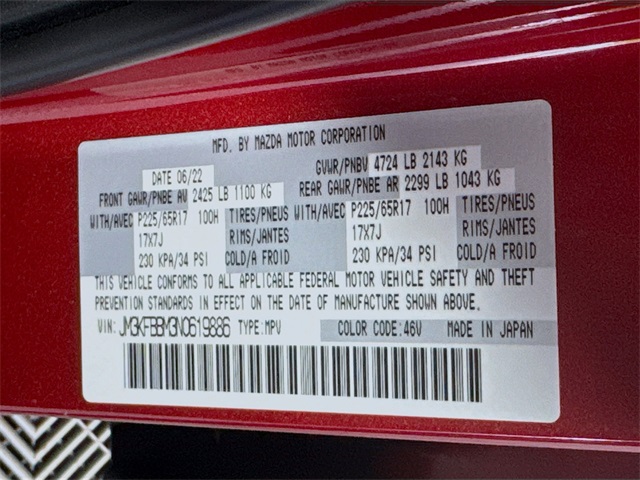 MFD. BY MAZDA MOTOR CORPORATION
DATE 06/22 GVWR/PNBV 4724 LB 2143 KG
FRONT GAWR/PNBE AV 2425 LB 1100 KG REAR GAWR/PNBE AR 2299 LB 1043 KG
WITH/AVEC P225/65R17 100H TIRES/PNEUS WITH/AVEC P225/65R17 100H TIRES/PNEUS
17X7J RIMS/JANTES 17X7J RIMS/JANTES
230 KPA/34 PSI COLD/A FROID 230 KPA/34 PSI COLD/A FROID
THIS VEHICLE CONFORMS TO ALL APPLICABLE FEDERAL MOTOR VEHICLE SAFETY AND THEFT
PREVENTION STANDARDS IN EFFECT ON THE DATE OF MANUFACTURE SHOWN ABOVE.
VIN: JM3KFBBM3N0619886 TYPE: MPV COLOR CODE: 46V MADE IN JAPAN